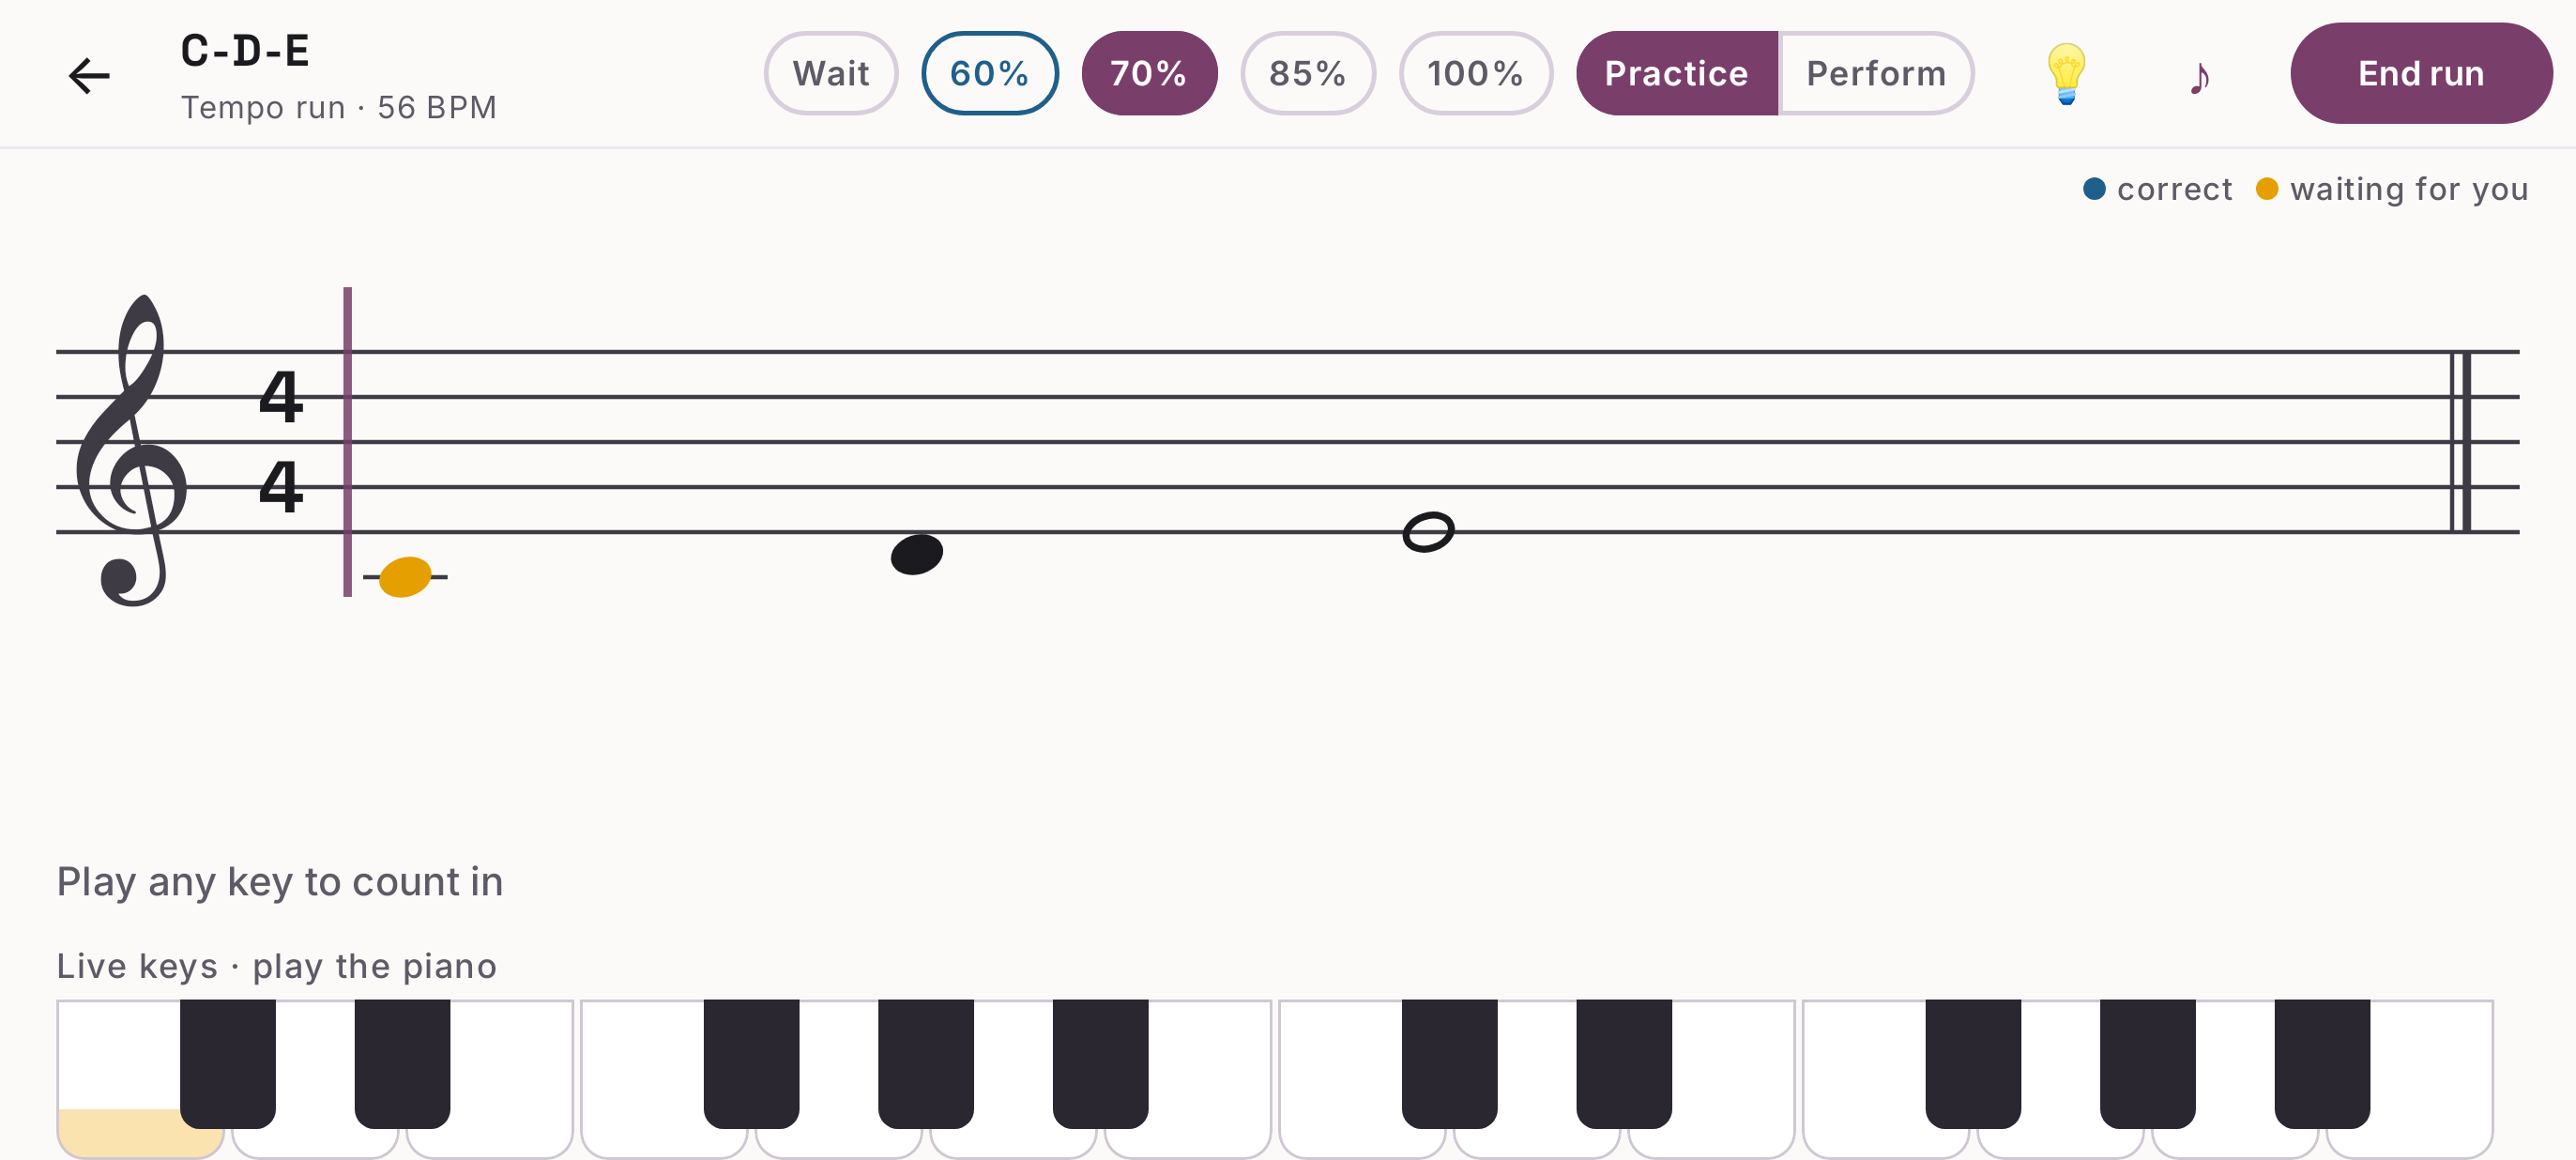 C-D-E
Tempo run · 56 BPM
Wait 60% 70% 85% 100% Practice Perform End run
correct waiting for you
4
4
Play any key to count in
Live keys · play the piano